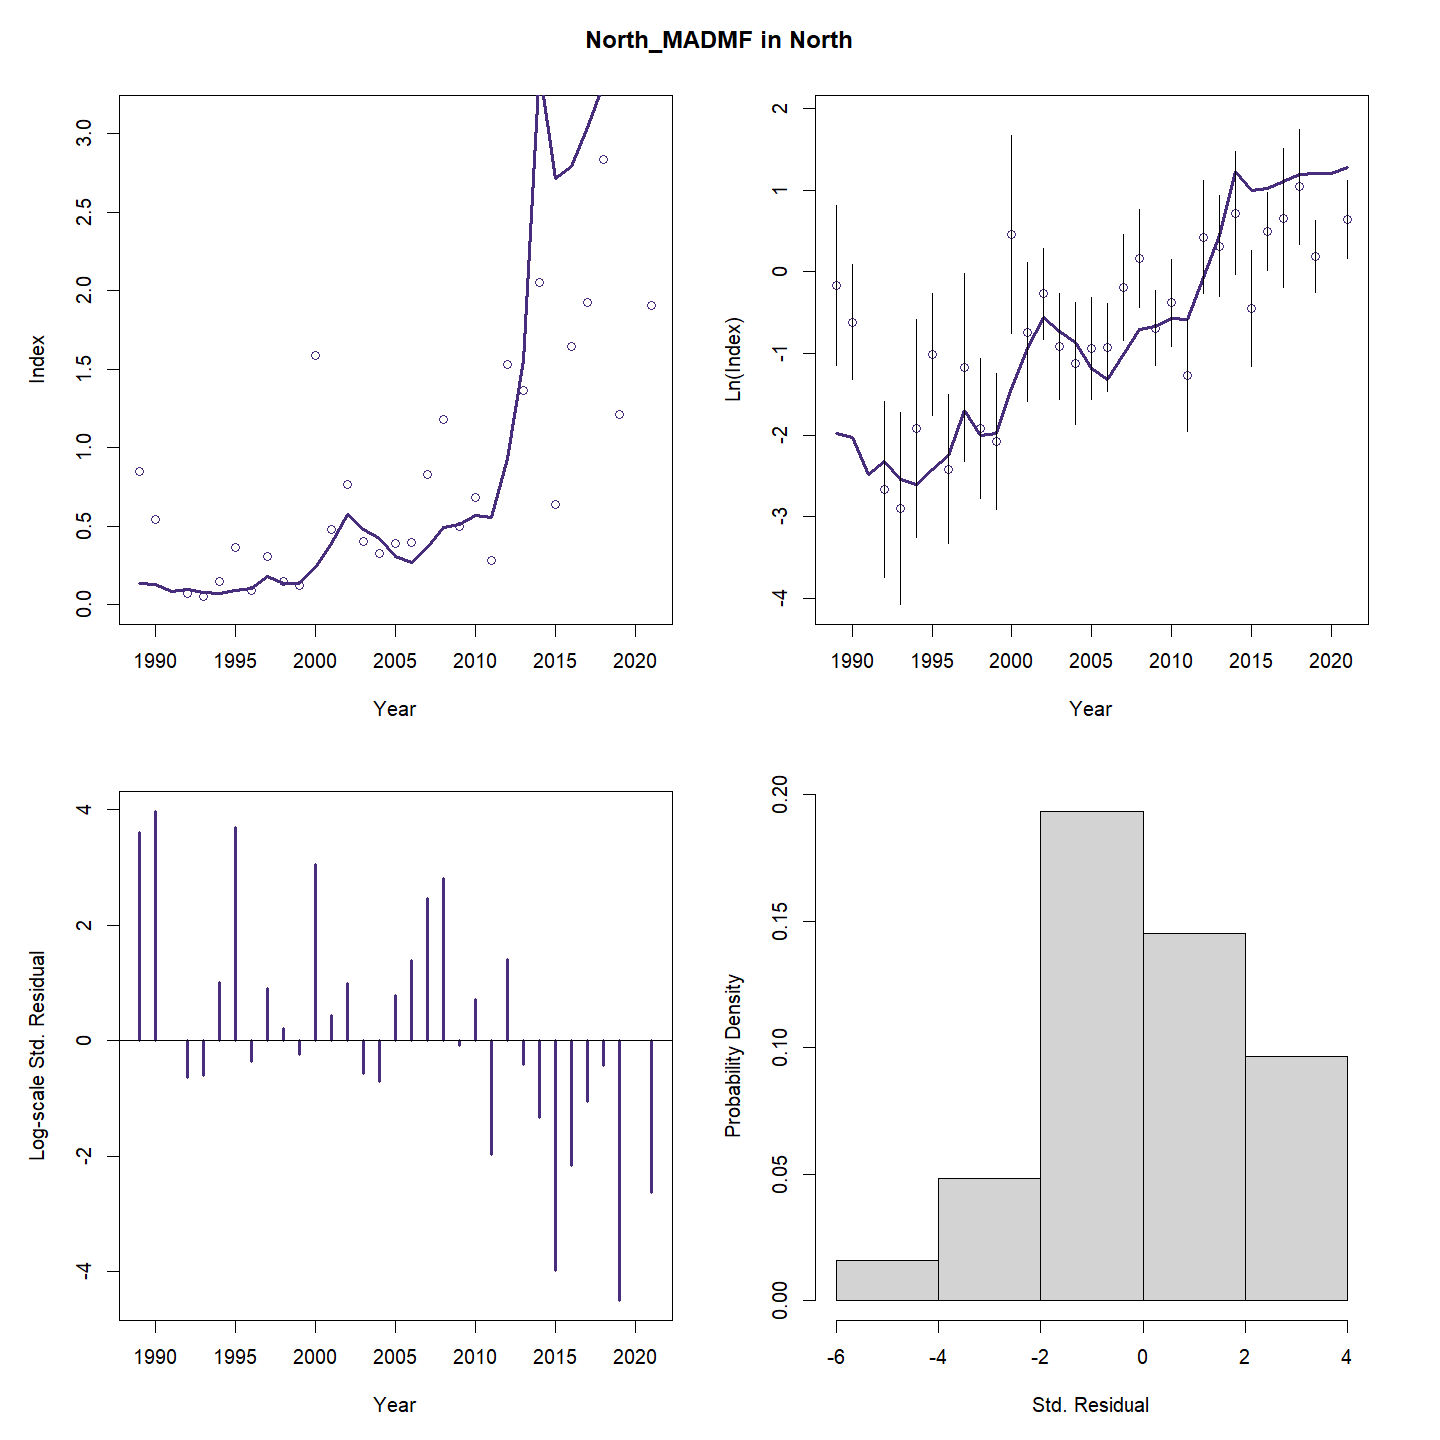 North_MADMF in North
Index
0.0 0.5 1.0 1.5 2.0 2.5 3.0
1990 1995 2000 2005 2010 2015 2020
Year
Ln(Index)
-4 -3 -2 -1 0 1 2
1990 1995 2000 2005 2010 2015 2020
Year
Log-scale Std. Residual
-4 -2 0 2 4
1990 1995 2000 2005 2010 2015 2020
Year
Probability Density
0.00 0.05 0.10 0.15 0.20
-6 -4 -2 0 2 4
Std. Residual